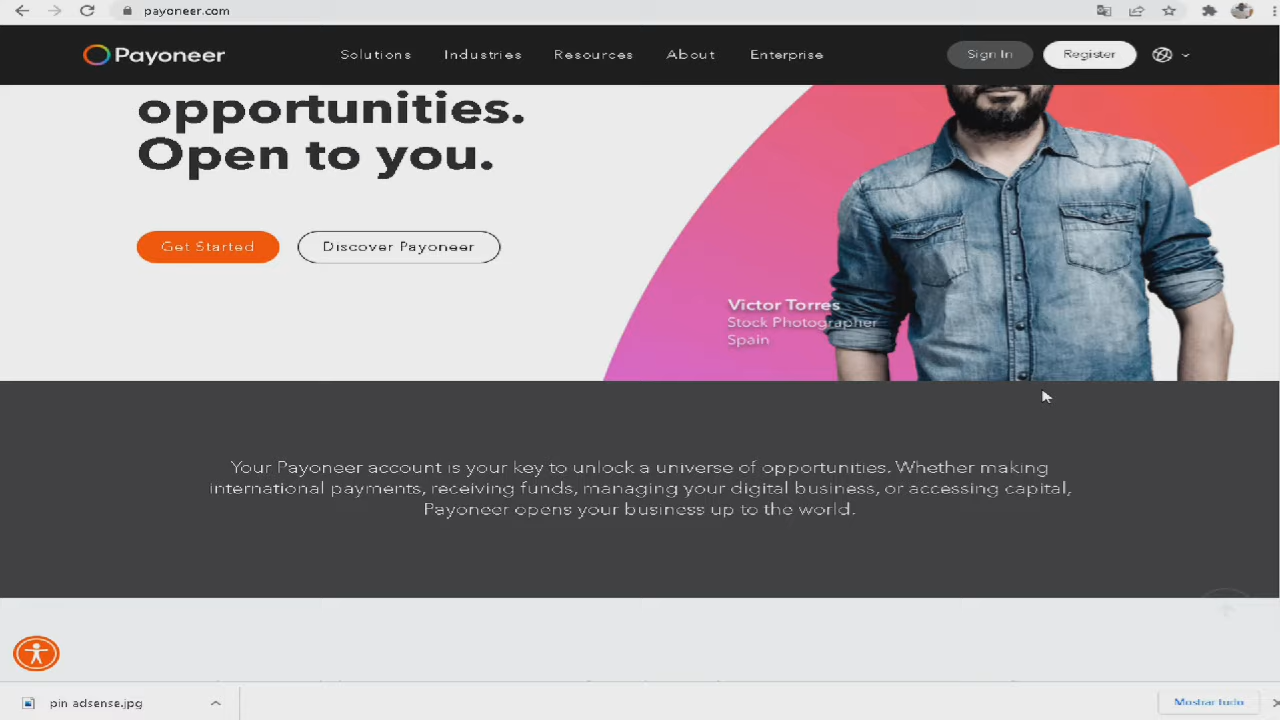 payoneer.com
Payoneer
Solutions
Industries
Resources
About
Enterprise
Sign In
Register
opportunities.
Open to you.
Get Started
Discover Payoneer
Victor Torres
Stock Photographer
Spain
Your Payoneer account is your key to unlock a universe of opportunities. Whether making
international payments, receiving funds, managing your digital business, or accessing capital,
Payoneer opens your business up to the world.
pin adsense.jpg
Mostrar tudo